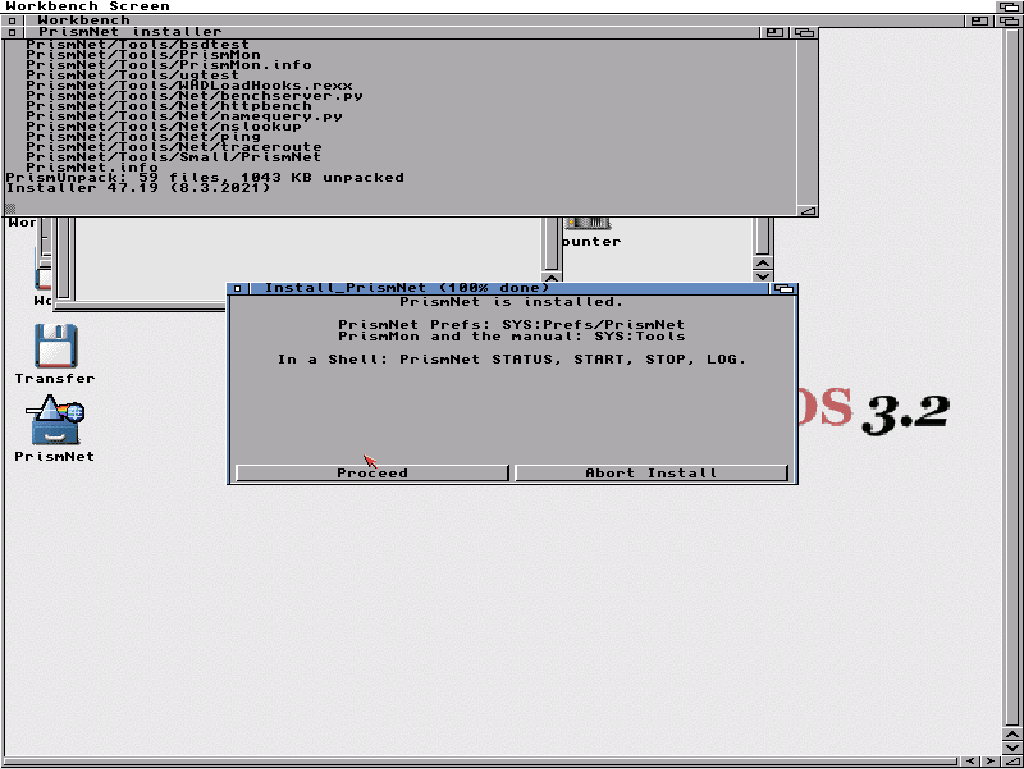 Workbench Screen
Workbench
PrismNet installer
PrismNet/Tools/bsdtest
PrismNet/Tools/PrismMon
PrismNet/Tools/PrismMon.info
PrismNet/Tools/ugtest
PrismNet/Tools/WADLoadHooks.rexx
PrismNet/Tools/Net/benchserver.py
PrismNet/Tools/Net/httpbench
PrismNet/Tools/Net/namequery.py
PrismNet/Tools/Net/nslookup
PrismNet/Tools/Net/ping
PrismNet/Tools/Net/traceroute
PrismNet/Tools/Small/PrismNet
PrismNet.info
PrismUnpack: 59 files, 1043 KB unpacked
Installer 47.19 (8.3.2021)
Wor
ounter
Wo
Install_PrismNet (100% done)
PrismNet is installed.
PrismNet Prefs: SYS:Prefs/PrismNet
PrismMon and the manual: SYS:Tools
In a Shell: PrismNet STATUS, START, STOP, LOG.
Proceed
Abort Install
Transfer
PrismNet
OS 3.2